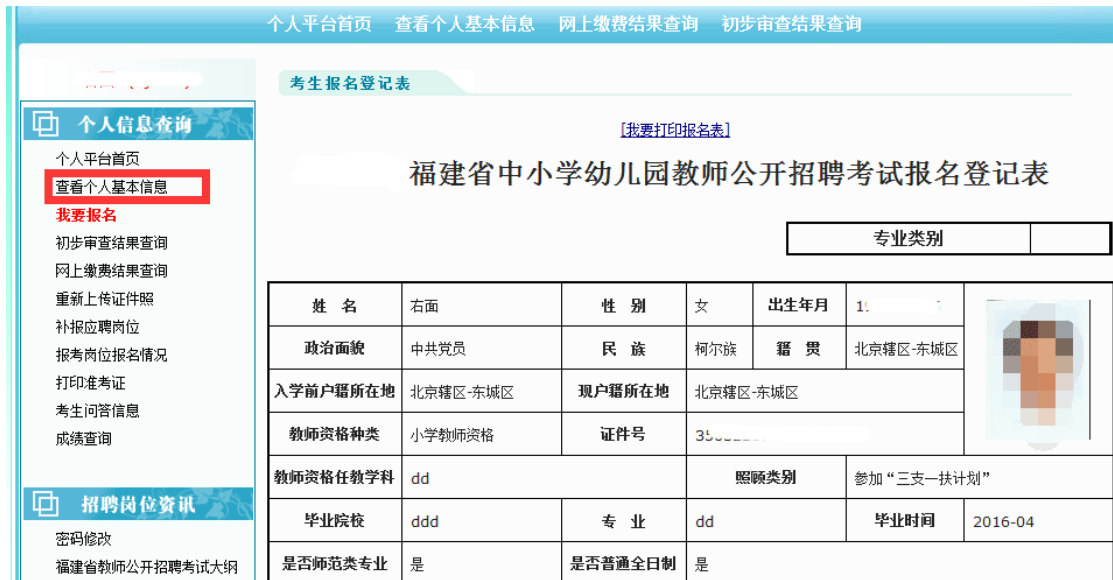 个人平台首页 查看个人基本信息 网上缴费结果查询 初步审查结果查询
个人信息查询
个人平台首页
查看个人基本信息
我要报名
初步审查结果查询
网上缴费结果查询
重新上传证件照
补报应聘岗位
报考岗位报名情况
打印准考证
考生问答信息
成绩查询
招聘岗位资讯
密码修改
福建省教师公开招聘考试大纲
考生报名登记表
[我要打印报名表]
福建省中小学幼儿园教师公开招聘考试报名登记表
专业类别
姓 名 右面 性 别 女 出生年月
政治面貌 中共党员 民 族 柯尔族 籍 贯 北京辖区-东城区
入学前户籍所在地 北京辖区-东城区 现户籍所在地 北京辖区-东城区
教师资格种类 小学教师资格 证件号
教师资格任教学科 dd 照顾类别 参加“三支一扶计划”
毕业院校 ddd 专 业 dd 毕业时间 2016-04
是否师范类专业 是 是否普通全日制 是